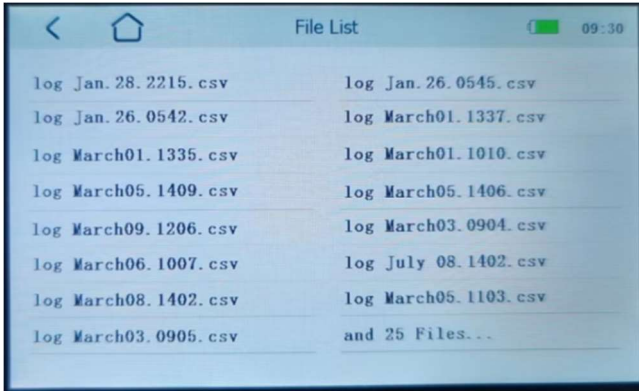 File List
09:30
log Jan.28.2215.csv
log Jan.26.0545.csv
log Jan.26.0542.csv
log March01.1337.csv
log March01.1335.csv
log March01.1010.csv
log March05.1409.csv
log March05.1406.csv
log March09.1206.csv
log March03.0904.csv
log March06.1007.csv
log July 08.1402.csv
log March08.1402.csv
log March05.1103.csv
log March03.0905.csv
and 25 Files...